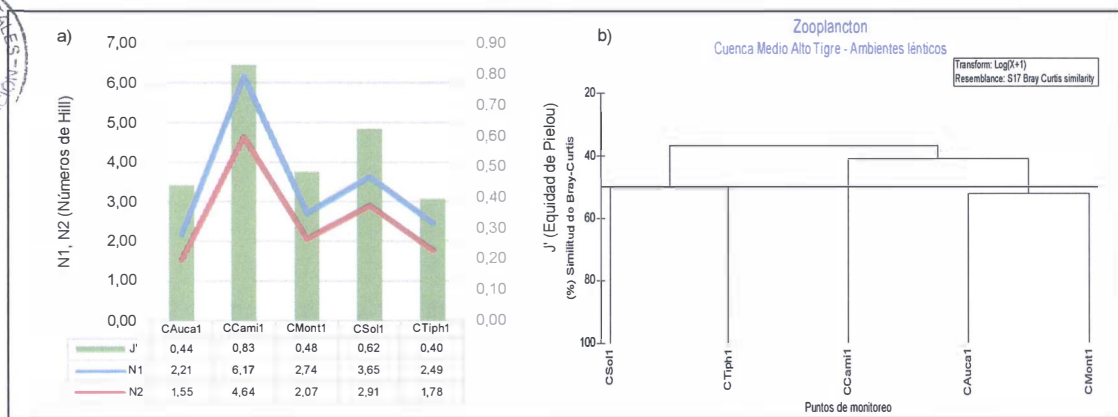 a)
7,00
6,00
5,00
4,00
3,00
2,00
1,00
0,00
N1, N2 (Números de Hill)
0,90
0,80
0,70
0,60
0,50
0,40
0,30
0,20
0,10
0,00
J' (Equidad de Pielou)
CAuca1 CCami1 CMont1 CSol1 CTiph1
J' 0,44 0,83 0,48 0,62 0,40
N1 2,21 6,17 2,74 3,65 2,49
N2 1,55 4,64 2,07 2,91 1,78
b)
Zooplancton
Cuenca Medio Alto Tigre - Ambientes lénticos
Transform: Log(X+1)
Resemblance: S17 Bray Curtis similarity
(%) Similitud do Bray-Curtis
20
40
60
80
100
CSol1
CTiph1
CCami1
CAuca1
CMont1
Puntos de monitoreo